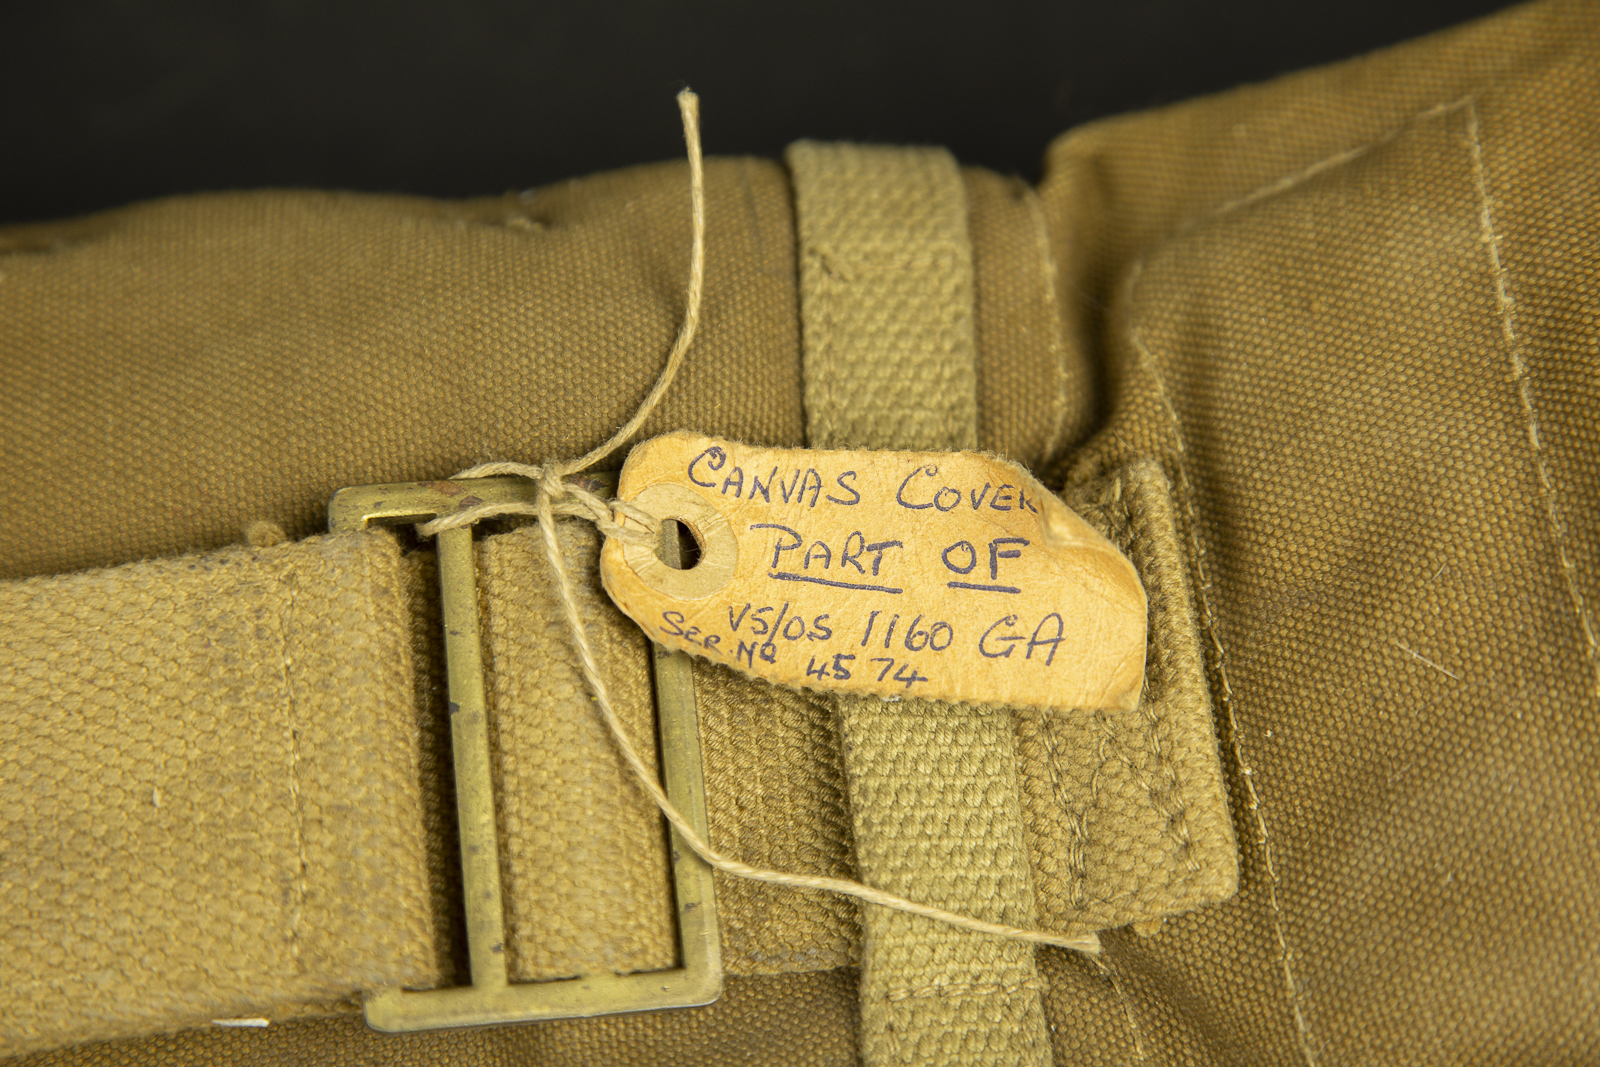 CANVAS COVER
PART OF
VS/OS 1160 GA
SER. No 4574